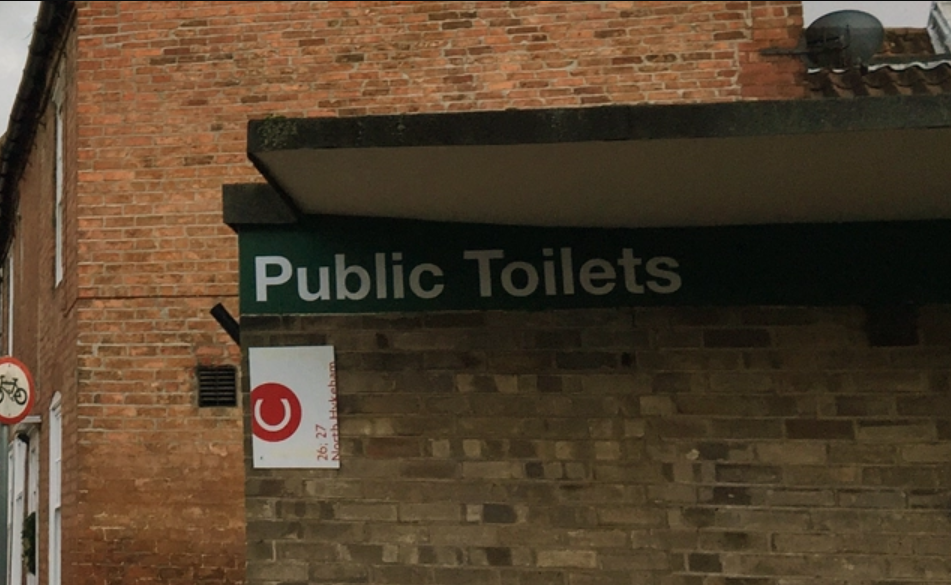 Public Toilets
C
26, 27
North Hykeham